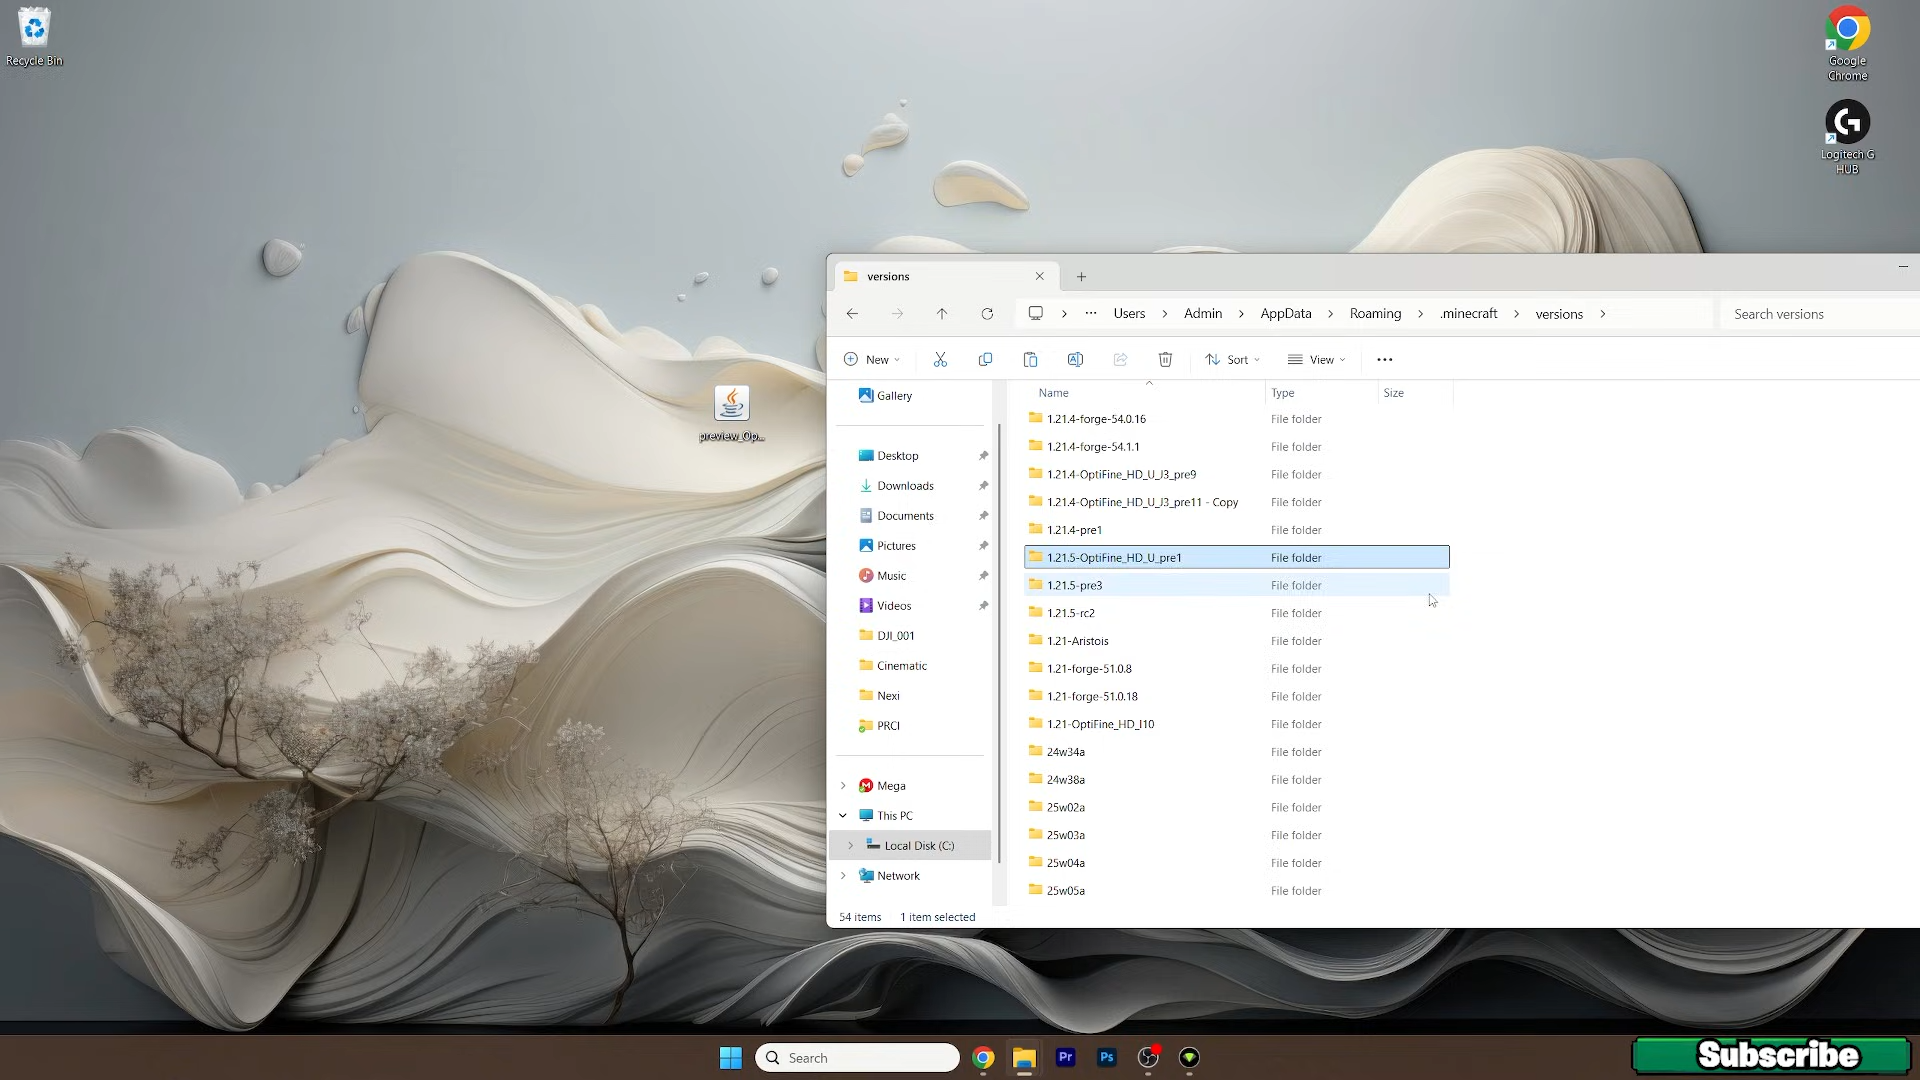 Recycle Bin
Google
Chrome
Logitech G
HUB
preview_Op...
versions
Users
Admin
AppData
Roaming
.minecraft
versions
Search versions
New
Sort
View
Name
Type
Size
Gallery
Desktop
Downloads
Documents
Pictures
Music
Videos
DJI_001
Cinematic
Nexi
PRCI
Mega
This PC
Local Disk (C:)
Network
1.21.4-forge-54.0.16 File folder
1.21.4-forge-54.1.1 File folder
1.21.4-OptiFine_HD_U_J3_pre9 File folder
1.21.4-OptiFine_HD_U_J3_pre11 - Copy File folder
1.21.4-pre1 File folder
1.21.5-OptiFine_HD_U_pre1 File folder
1.21.5-pre3 File folder
1.21.5-rc2 File folder
1.21-Aristois File folder
1.21-forge-51.0.8 File folder
1.21-forge-51.0.18 File folder
1.21-OptiFine_HD_I10 File folder
24w34a File folder
24w38a File folder
25w02a File folder
25w03a File folder
25w04a File folder
25w05a File folder
54 items 1 item selected
Search
Pr
Ps
Subscribe